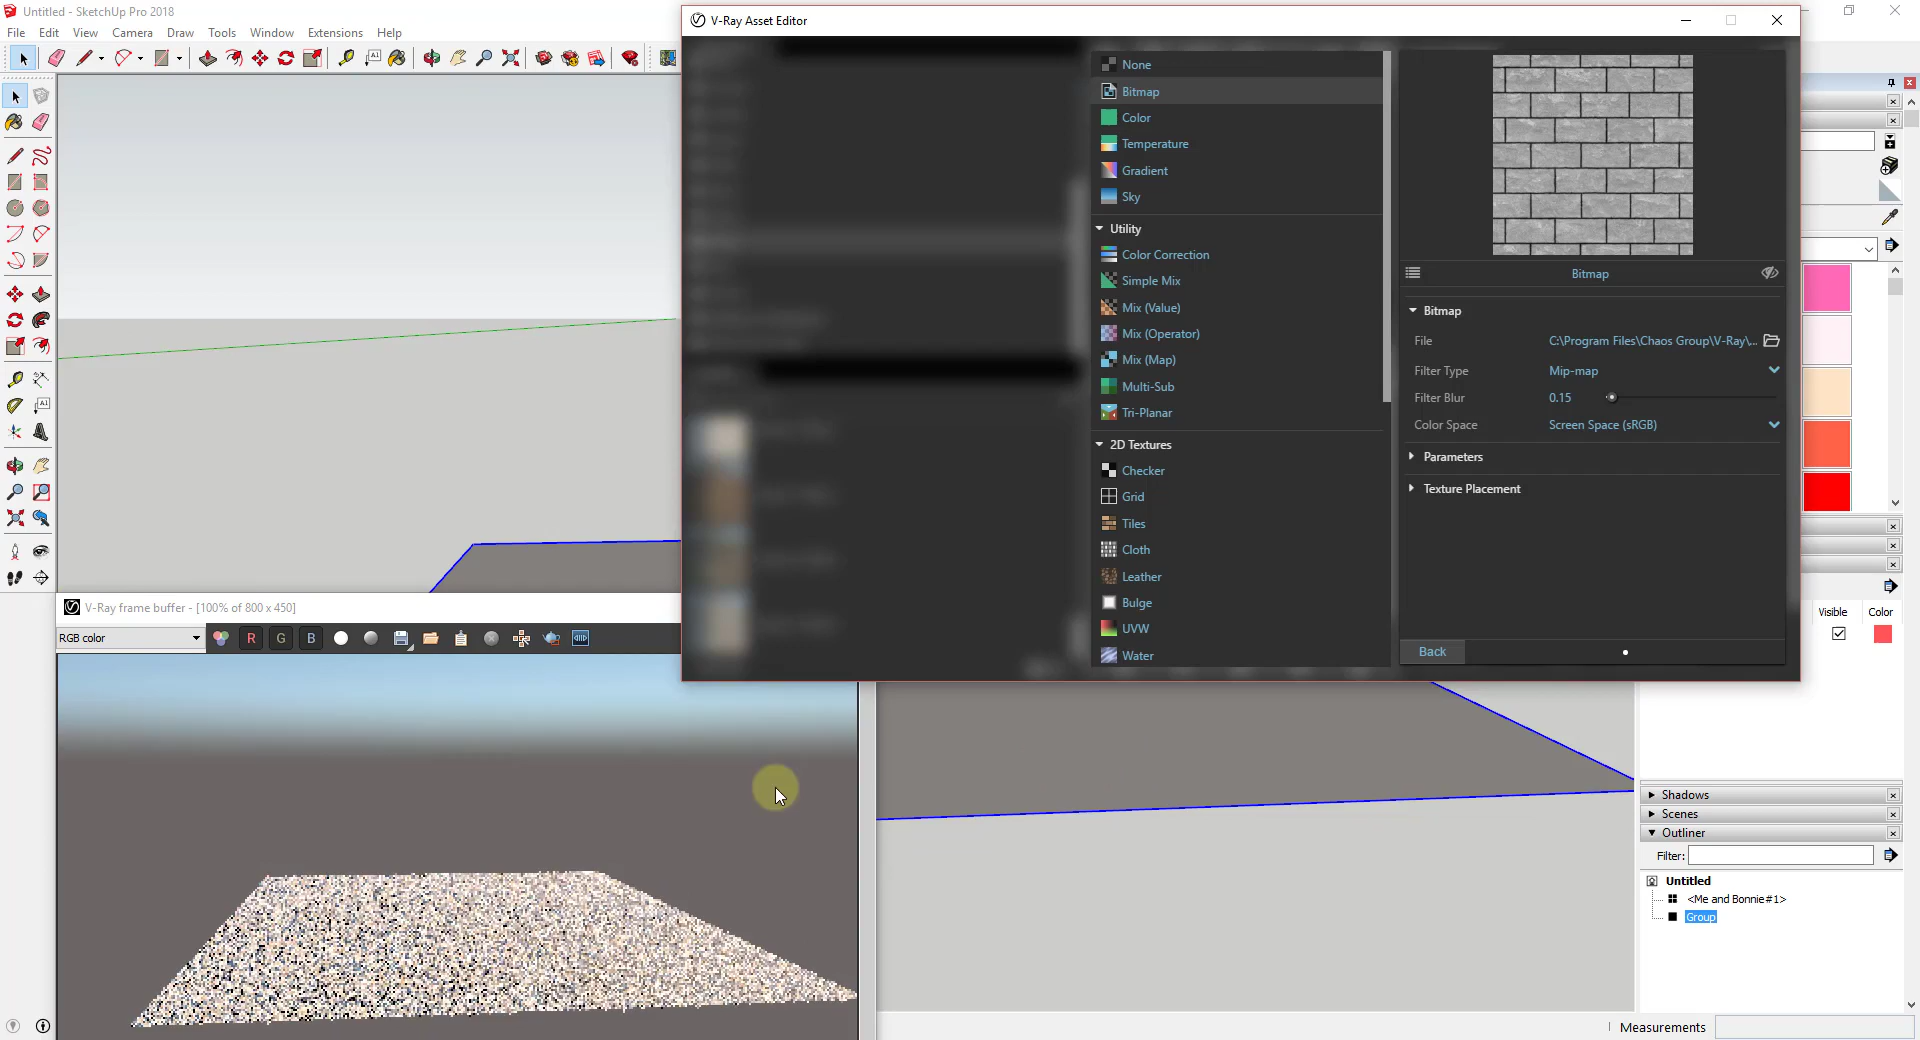 Untitled - SketchUp Pro 2018
File Edit View Camera Draw Tools Window Extensions Help
V-Ray Asset Editor
None
Bitmap
Color
Temperature
Gradient
Sky
Utility
Color Correction
Simple Mix
Mix (Value)
Mix (Operator)
Mix (Map)
Multi-Sub
Tri-Planar
2D Textures
Checker
Grid
Tiles
Cloth
Leather
Bulge
UVW
Water
Bitmap
Bitmap
File C:\Program Files\Chaos Group\V-Ray\...
Filter Type Mip-map
Filter Blur 0.15
Color Space Screen Space (sRGB)
Parameters
Texture Placement
Back
V-Ray frame buffer - [100% of 800 x 450]
RGB color
R G B
Visible Color
Shadows
Scenes
Outliner
Filter:
Untitled
<Me and Bonnie#1>
Group
Measurements